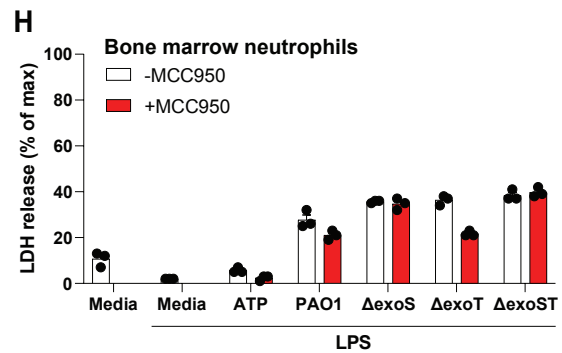 H
Bone marrow neutrophils
-MCC950
+MCC950
LDH release (% of max)
100
80
60
40
20
0
Media Media ATP PAO1 ΔexoS ΔexoT ΔexoST
LPS